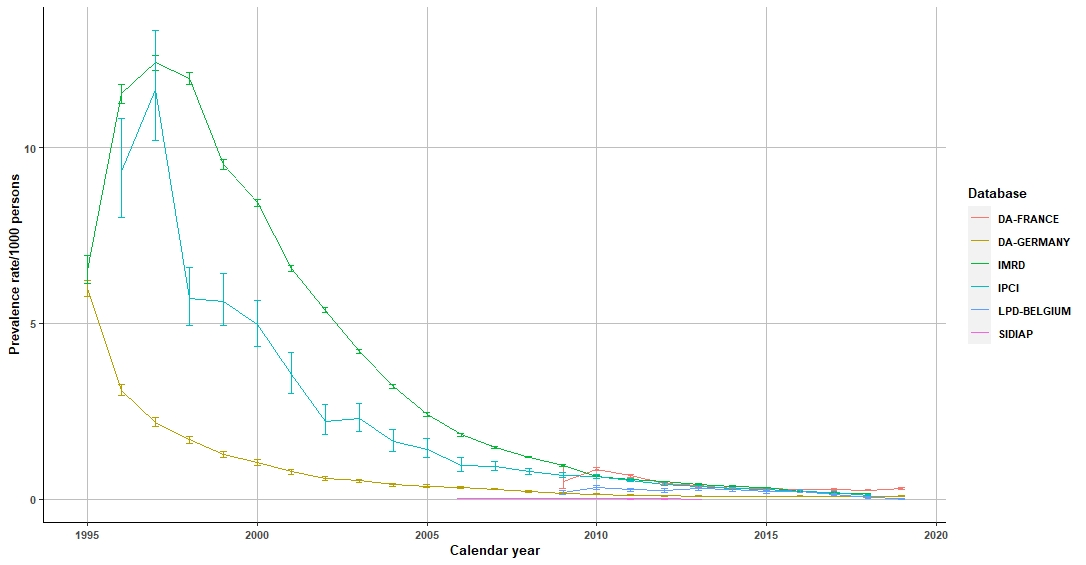 Prevalence rate/1000 persons
10
5
0
1995
2000
2005
2010
2015
2020
Calendar year
Database
DA-FRANCE
DA-GERMANY
IMRD
IPCI
LPD-BELGIUM
SIDIAP